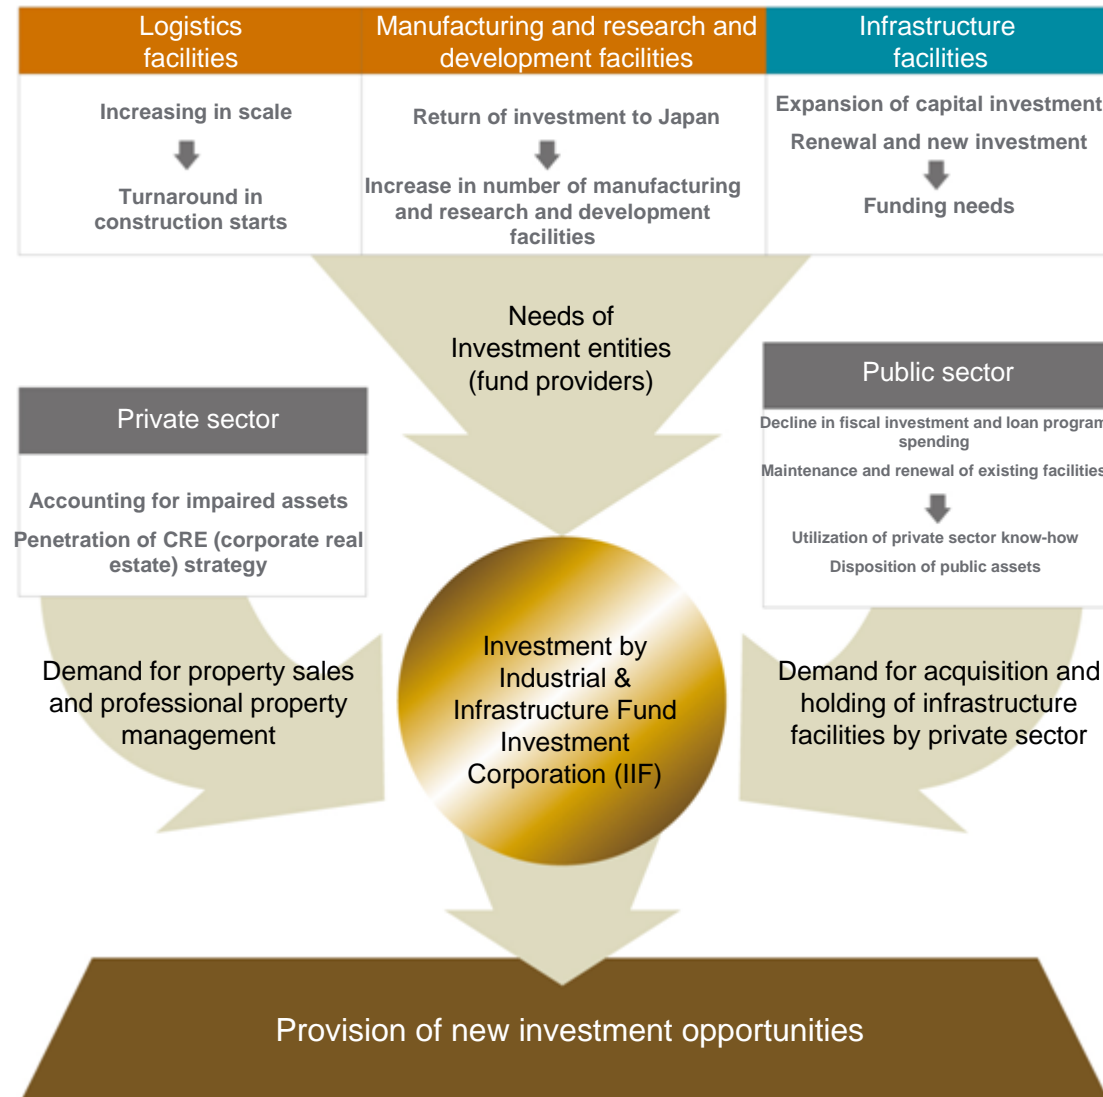 Logistics
facilities
Manufacturing and research and
development facilities
Infrastructure
facilities
Increasing in scale
Turnaround in
construction starts
Return of investment to Japan
Increase in number of manufacturing
and research and development
facilities
Expansion of capital investment
Renewal and new investment
Funding needs
Needs of
Investment entities
(fund providers)
Private sector
Accounting for impaired assets
Penetration of CRE (corporate real
estate) strategy
Public sector
Decline in fiscal investment and loan program
spending
Maintenance and renewal of existing facilities
Utilization of private sector know-how
Disposition of public assets
Demand for property sales
and professional property
management
Investment by
Industrial &
Infrastructure Fund
Investment
Corporation (IIF)
Demand for acquisition and
holding of infrastructure
facilities by private sector
Provision of new investment opportunities